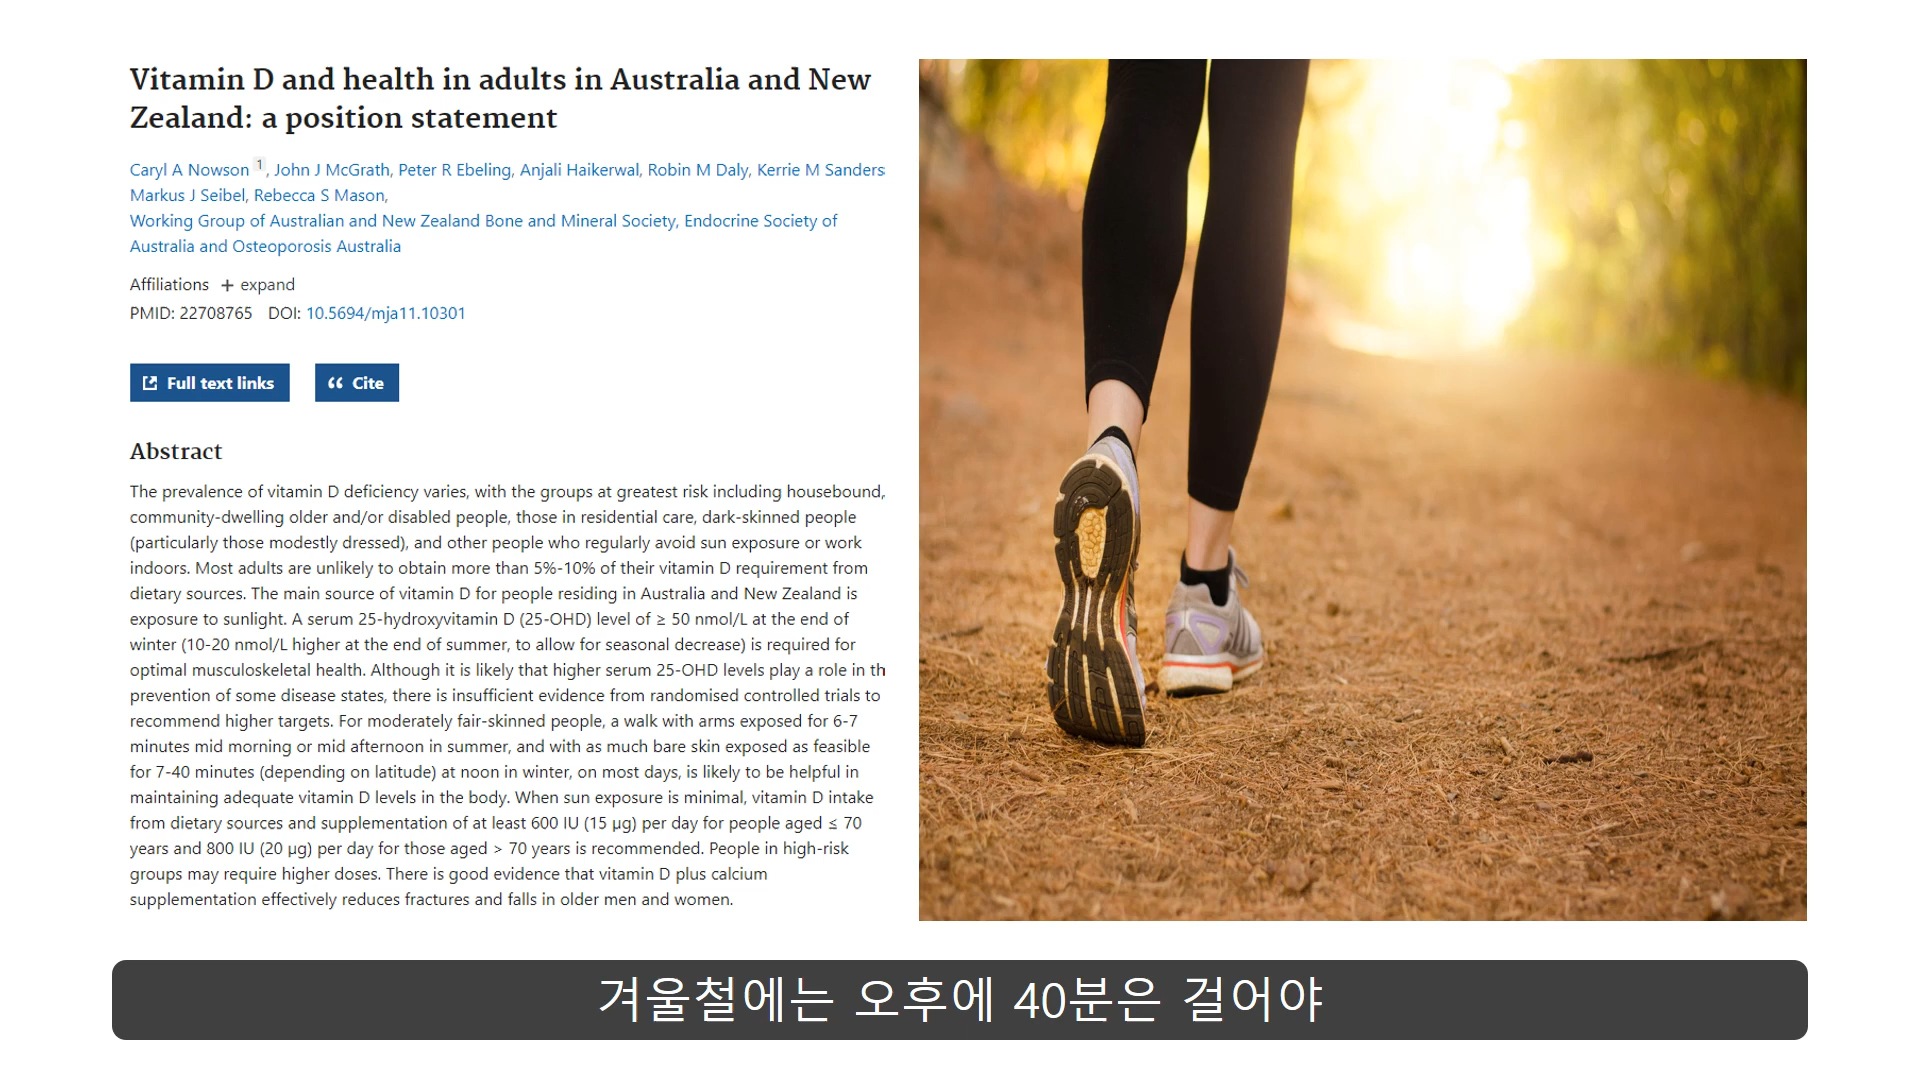 Vitamin D and health in adults in Australia and New
Zealand: a position statement
Caryl A Nowson 1, John J McGrath, Peter R Ebeling, Anjali Haikerwal, Robin M Daly, Kerrie M Sanders
Markus J Seibel, Rebecca S Mason,
Working Group of Australian and New Zealand Bone and Mineral Society, Endocrine Society of
Australia and Osteoporosis Australia
Affiliations + expand
PMID: 22708765 DOI: 10.5694/mja11.10301
Full text links
Cite
Abstract
The prevalence of vitamin D deficiency varies, with the groups at greatest risk including housebound,
community-dwelling older and/or disabled people, those in residential care, dark-skinned people
(particularly those modestly dressed), and other people who regularly avoid sun exposure or work
indoors. Most adults are unlikely to obtain more than 5%-10% of their vitamin D requirement from
dietary sources. The main source of vitamin D for people residing in Australia and New Zealand is
exposure to sunlight. A serum 25-hydroxyvitamin D (25-OHD) level of ≥ 50 nmol/L at the end of
winter (10-20 nmol/L higher at the end of summer, to allow for seasonal decrease) is required for
optimal musculoskeletal health. Although it is likely that higher serum 25-OHD levels play a role in th
prevention of some disease states, there is insufficient evidence from randomised controlled trials to
recommend higher targets. For moderately fair-skinned people, a walk with arms exposed for 6-7
minutes mid morning or mid afternoon in summer, and with as much bare skin exposed as feasible
for 7-40 minutes (depending on latitude) at noon in winter, on most days, is likely to be helpful in
maintaining adequate vitamin D levels in the body. When sun exposure is minimal, vitamin D intake
from dietary sources and supplementation of at least 600 IU (15 μg) per day for people aged ≤ 70
years and 800 IU (20 μg) per day for those aged > 70 years is recommended. People in high-risk
groups may require higher doses. There is good evidence that vitamin D plus calcium
supplementation effectively reduces fractures and falls in older men and women.
겨울철에는 오후에 40분은 걸어야